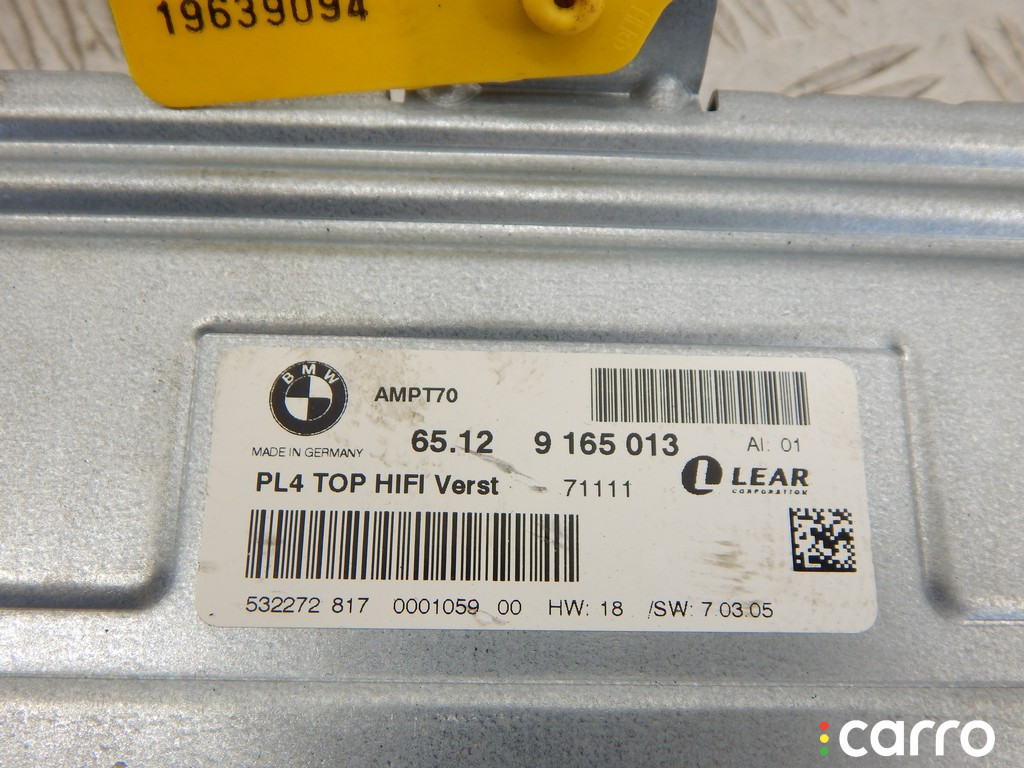 19639094
BMW
AMPT70
MADE IN GERMANY
65.12 9 165 013 AI: 01
PL4 TOP HIFI Verst 71111
LEAR
CORPORATION
532272 817 0001059 00 HW: 18 /SW: 7.03.05
carro